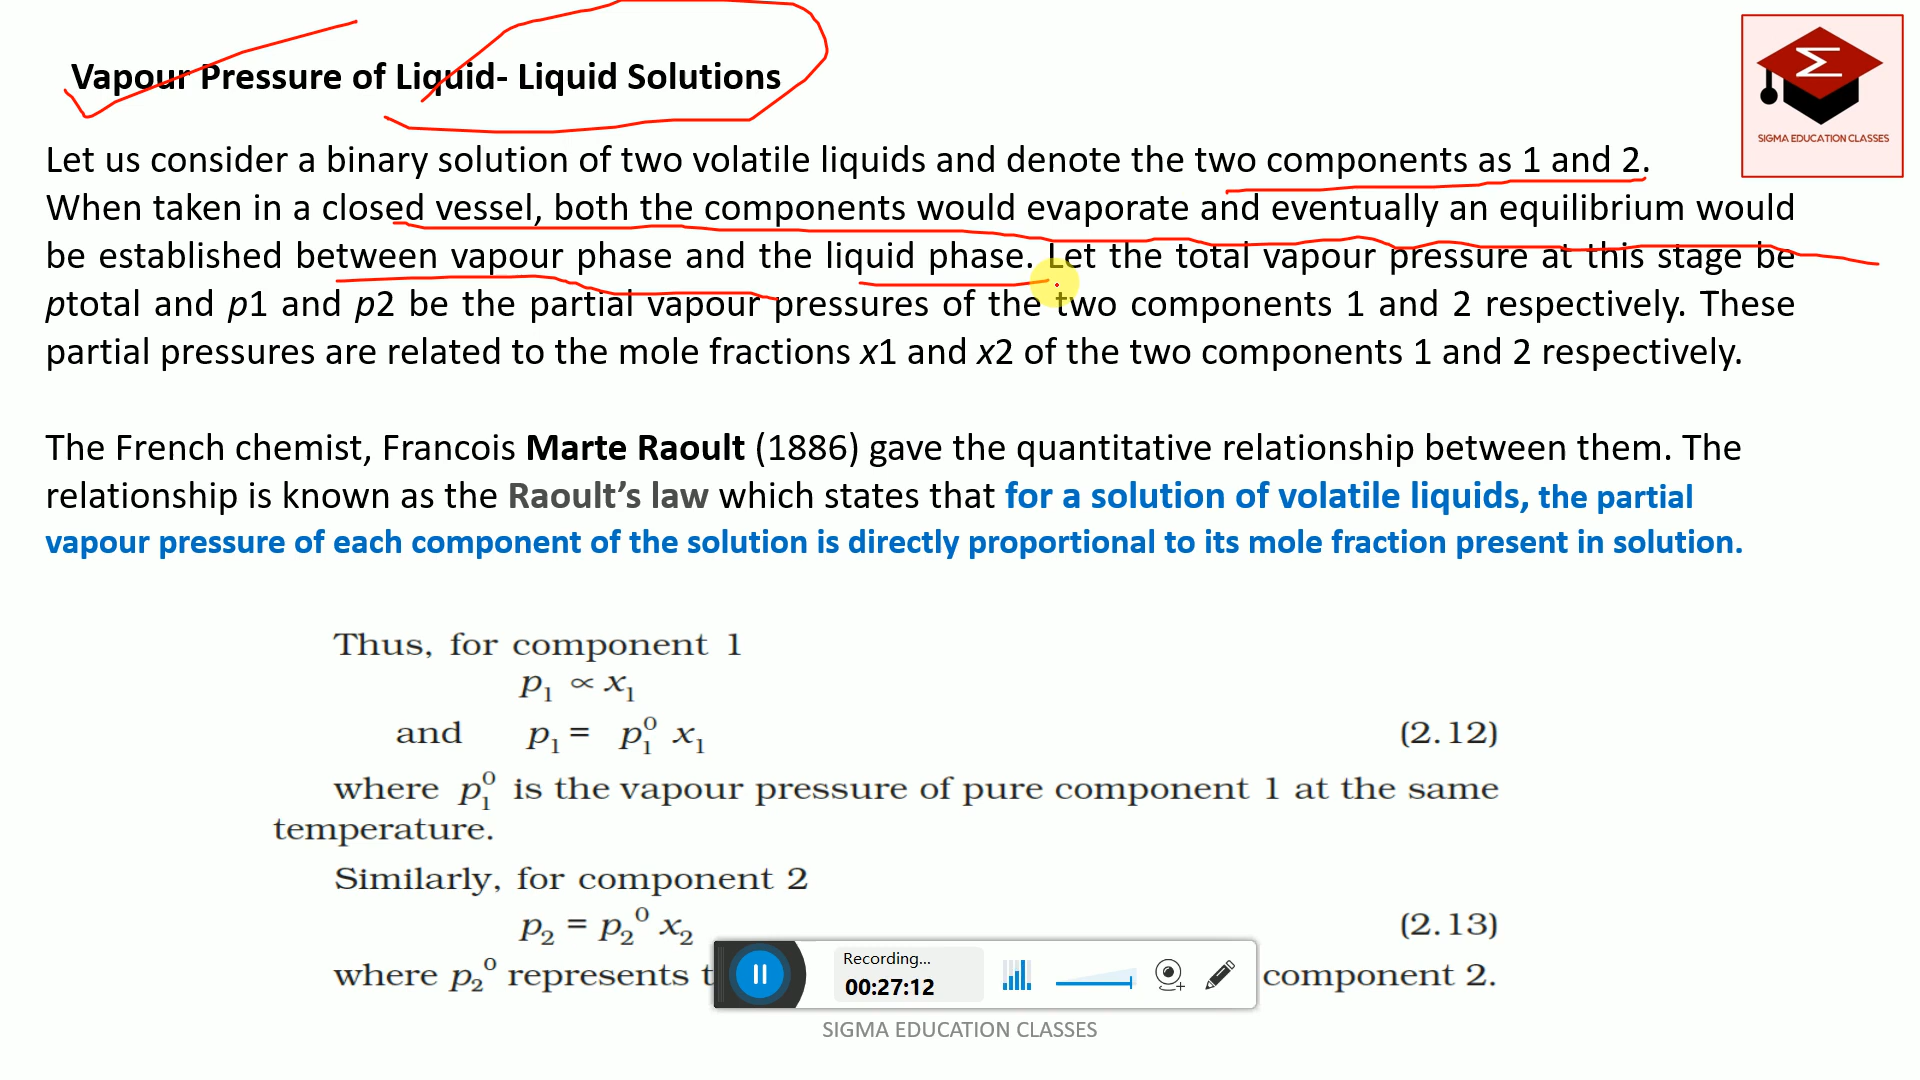 Vapour Pressure of Liquid- Liquid Solutions
Σ
SIGMA EDUCATION CLASSES
Let us consider a binary solution of two volatile liquids and denote the two components as 1 and 2.
When taken in a closed vessel, both the components would evaporate and eventually an equilibrium would
be established between vapour phase and the liquid phase. Let the total vapour pressure at this stage be
ptotal and p1 and p2 be the partial vapour pressures of the two components 1 and 2 respectively. These
partial pressures are related to the mole fractions x1 and x2 of the two components 1 and 2 respectively.
The French chemist, Francois Marte Raoult (1886) gave the quantitative relationship between them. The
relationship is known as the Raoult’s law which states that for a solution of volatile liquids, the partial
vapour pressure of each component of the solution is directly proportional to its mole fraction present in solution.
Thus, for component 1
p₁ ∝ x₁
and p₁ = p₁⁰ x₁ (2.12)
where p₁⁰ is the vapour pressure of pure component 1 at the same
temperature.
Similarly, for component 2
p₂ = p₂⁰ x₂ (2.13)
where p₂⁰ represents component 2.
Recording...
00:27:12
SIGMA EDUCATION CLASSES